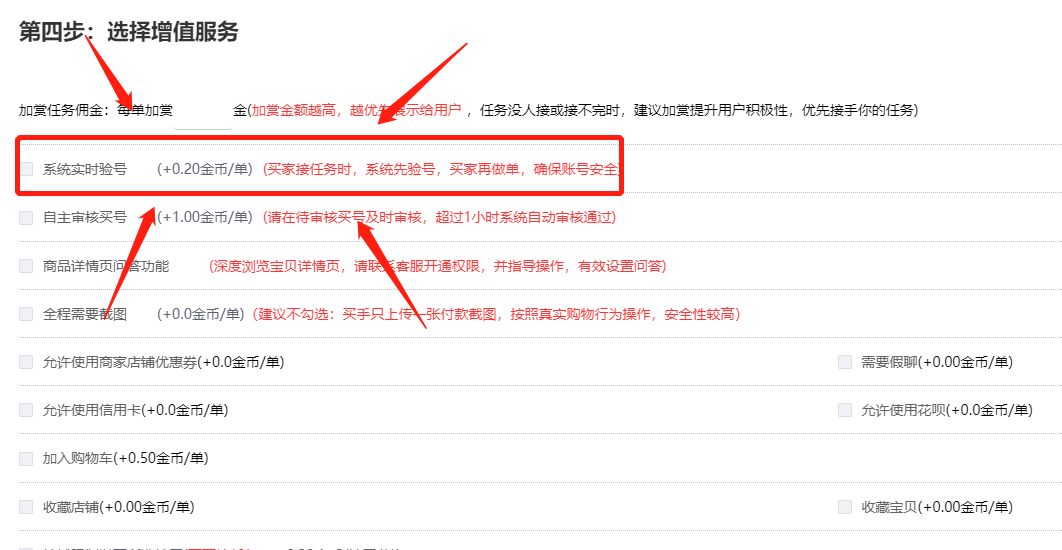 第四步：选择增值服务
加赏任务佣金：每单加赏 金(加赏金额越高，越优先展示给用户 ，任务没人接或接不完时，建议加赏提升用户积极性，优先接手你的任务)
系统实时验号 (+0.20金币/单) (买家接任务时，系统先验号，买家再做单，确保账号安全)
自主审核买号 (+1.00金币/单) (请在待审核买号及时审核，超过1小时系统自动审核通过)
商品详情页问答功能 (深度浏览宝贝详情页，请联系客服开通权限，并指导操作，有效设置问答)
全程需要截图 (+0.0金币/单) (建议不勾选：买手只上传一张付款截图，按照真实购物行为操作，安全性较高)
允许使用商家店铺优惠券(+0.0金币/单) 需要假聊(+0.00金币/单)
允许使用信用卡(+0.0金币/单) 允许使用花呗(+0.0金币/单)
加入购物车(+0.50金币/单)
收藏店铺(+0.00金币/单) 收藏宝贝(+0.00金币/单)